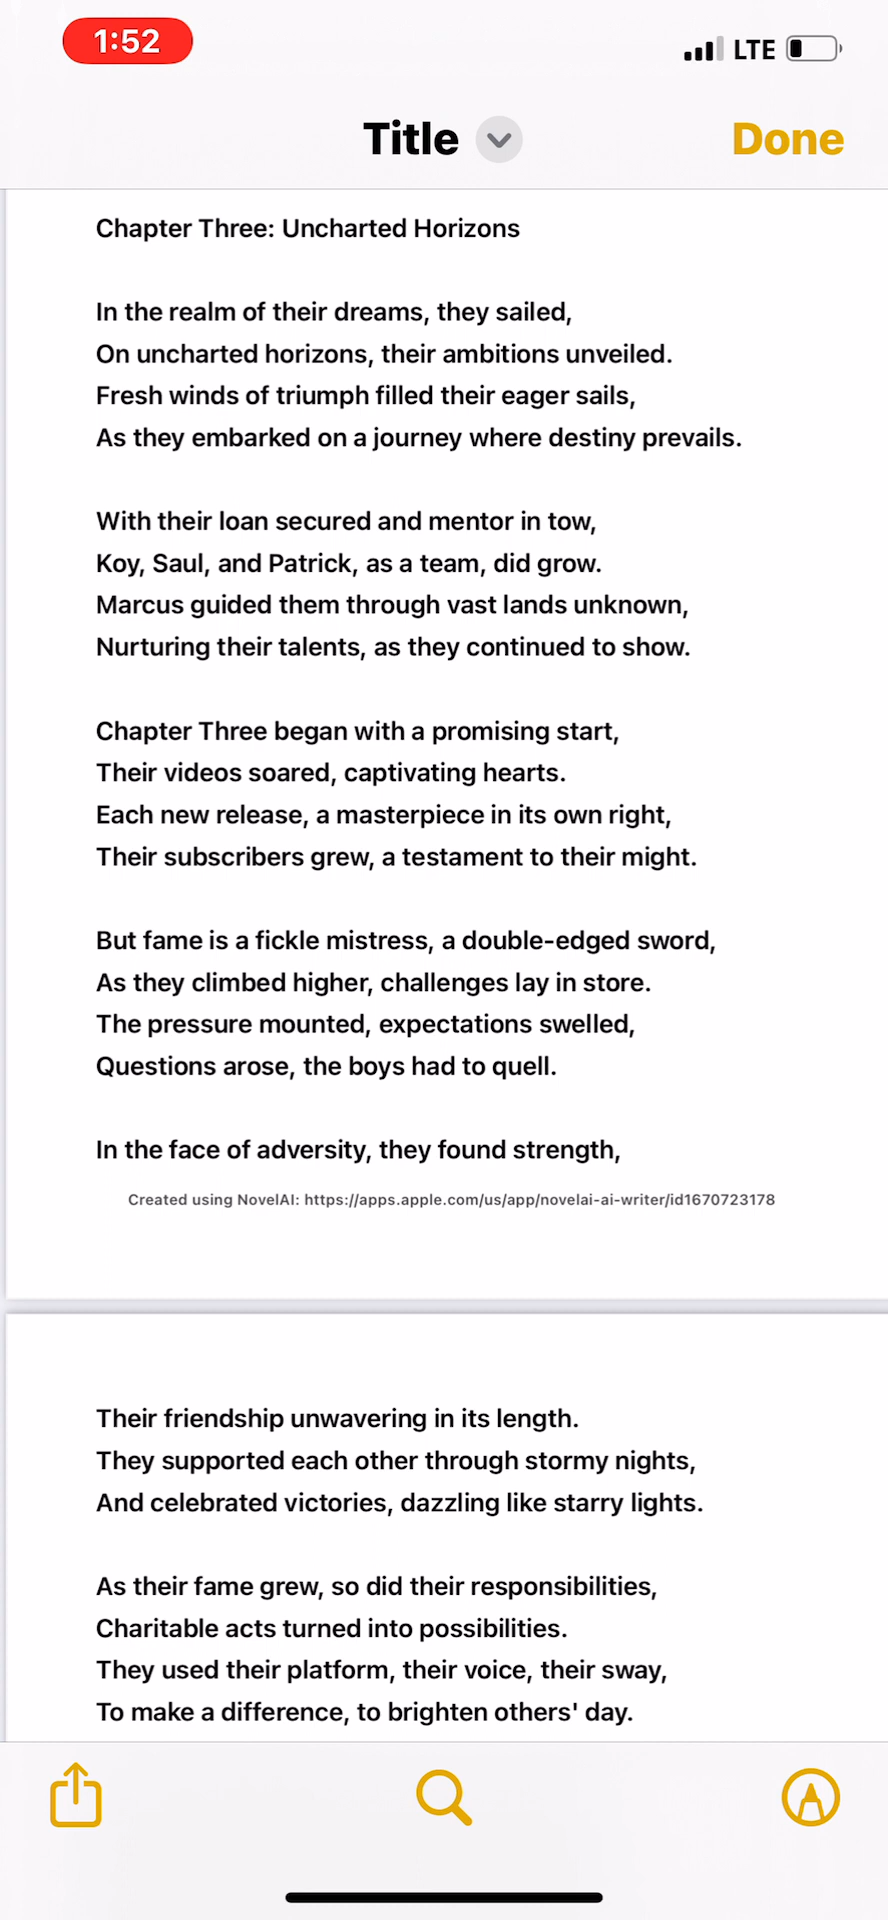 1:52
LTE
Title
Done
Chapter Three: Uncharted Horizons
In the realm of their dreams, they sailed,
On uncharted horizons, their ambitions unveiled.
Fresh winds of triumph filled their eager sails,
As they embarked on a journey where destiny prevails.
With their loan secured and mentor in tow,
Koy, Saul, and Patrick, as a team, did grow.
Marcus guided them through vast lands unknown,
Nurturing their talents, as they continued to show.
Chapter Three began with a promising start,
Their videos soared, captivating hearts.
Each new release, a masterpiece in its own right,
Their subscribers grew, a testament to their might.
But fame is a fickle mistress, a double-edged sword,
As they climbed higher, challenges lay in store.
The pressure mounted, expectations swelled,
Questions arose, the boys had to quell.
In the face of adversity, they found strength,
Created using NovelAI: https://apps.apple.com/us/app/novelai-ai-writer/id1670723178
Their friendship unwavering in its length.
They supported each other through stormy nights,
And celebrated victories, dazzling like starry lights.
As their fame grew, so did their responsibilities,
Charitable acts turned into possibilities.
They used their platform, their voice, their sway,
To make a difference, to brighten others' day.